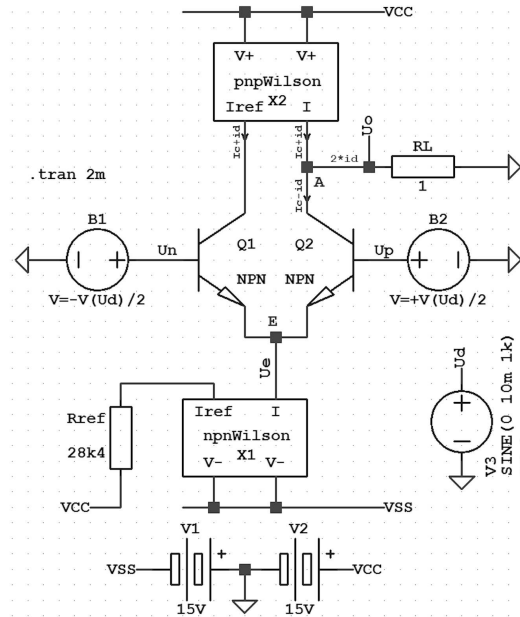 VCC
V+ V+
pnpWilson
X2
Iref I
Ic+id Ic+id
Uo
2*id
RL
1
A
Ic-id
.tran 2m
B1
Un
Q1 Q2
Up
B2
NPN NPN
V=-V(Ud)/2
V=+V(Ud)/2
E
Ue
Ud
Rref
28k4
Iref I
npnWilson
X1
V- V-
V3
SINE(0 10m 1k)
VCC
VSS
V1 V2
VSS
+ +
VCC
15V 15V